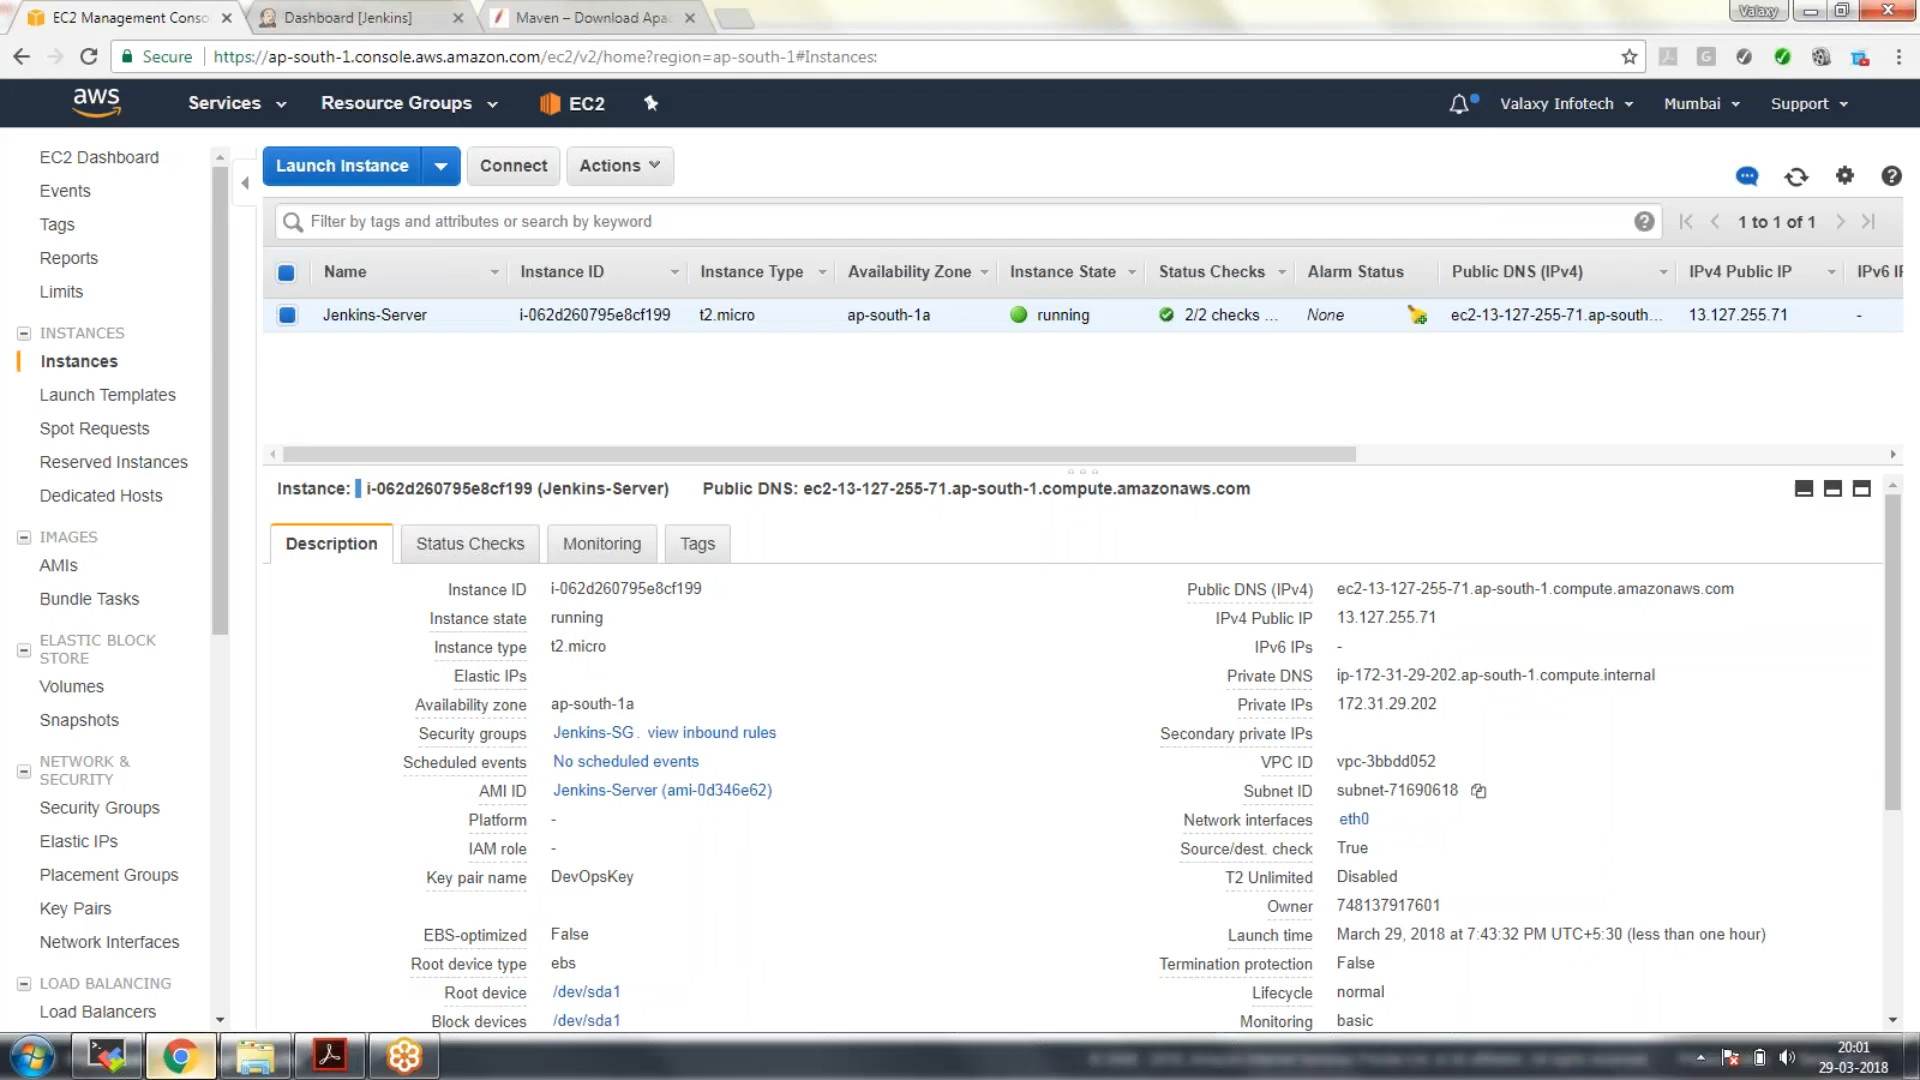 EC2 Management Conso
Dashboard [Jenkins]
Maven – Download Apac
Valaxy
Secure
https://ap-south-1.console.aws.amazon.com/ec2/v2/home?region=ap-south-1#Instances:
aws
Services
Resource Groups
EC2
Valaxy Infotech
Mumbai
Support
EC2 Dashboard
Events
Tags
Reports
Limits
INSTANCES
Instances
Launch Templates
Spot Requests
Reserved Instances
Dedicated Hosts
IMAGES
AMIs
Bundle Tasks
ELASTIC BLOCK
STORE
Volumes
Snapshots
NETWORK &
SECURITY
Security Groups
Elastic IPs
Placement Groups
Key Pairs
Network Interfaces
LOAD BALANCING
Load Balancers
Launch Instance
Connect
Actions
Filter by tags and attributes or search by keyword
1 to 1 of 1
Name Instance ID Instance Type Availability Zone Instance State Status Checks Alarm Status Public DNS (IPv4) IPv4 Public IP IPv6 IP
Jenkins-Server i-062d260795e8cf199 t2.micro ap-south-1a running 2/2 checks ... None ec2-13-127-255-71.ap-south... 13.127.255.71 -
Instance: i-062d260795e8cf199 (Jenkins-Server) Public DNS: ec2-13-127-255-71.ap-south-1.compute.amazonaws.com
Description Status Checks Monitoring Tags
Instance ID i-062d260795e8cf199
Instance state running
Instance type t2.micro
Elastic IPs
Availability zone ap-south-1a
Security groups Jenkins-SG . view inbound rules
Scheduled events No scheduled events
AMI ID Jenkins-Server (ami-0d346e62)
Platform -
IAM role -
Key pair name DevOpsKey
EBS-optimized False
Root device type ebs
Root device /dev/sda1
Block devices /dev/sda1
Public DNS (IPv4) ec2-13-127-255-71.ap-south-1.compute.amazonaws.com
IPv4 Public IP 13.127.255.71
IPv6 IPs -
Private DNS ip-172-31-29-202.ap-south-1.compute.internal
Private IPs 172.31.29.202
Secondary private IPs
VPC ID vpc-3bbdd052
Subnet ID subnet-71690618
Network interfaces eth0
Source/dest. check True
T2 Unlimited Disabled
Owner 748137917601
Launch time March 29, 2018 at 7:43:32 PM UTC+5:30 (less than one hour)
Termination protection False
Lifecycle normal
Monitoring basic
20:01
29-03-2018